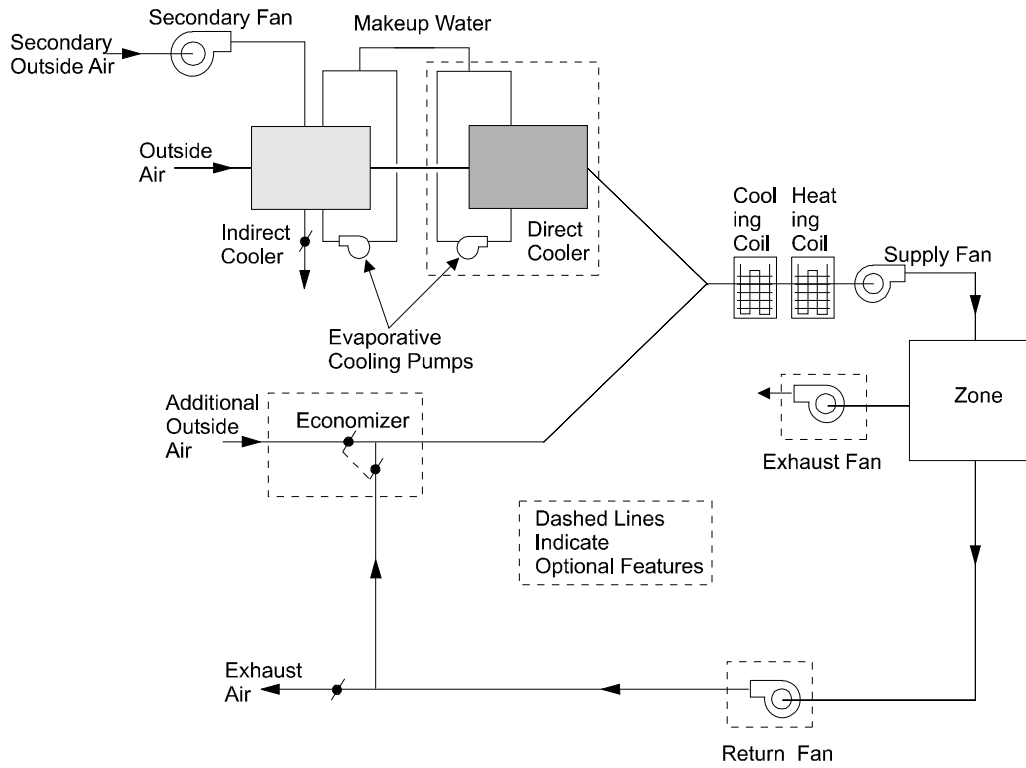 Secondary Fan
Makeup Water
Secondary
Outside Air
Outside
Air
Indirect
Cooler
Direct
Cooler
Evaporative
Cooling Pumps
Cool
ing
Coil
Heat
ing
Coil
Supply Fan
Zone
Exhaust Fan
Additional
Outside
Air
Economizer
Dashed Lines
Indicate
Optional Features
Exhaust
Air
Return Fan